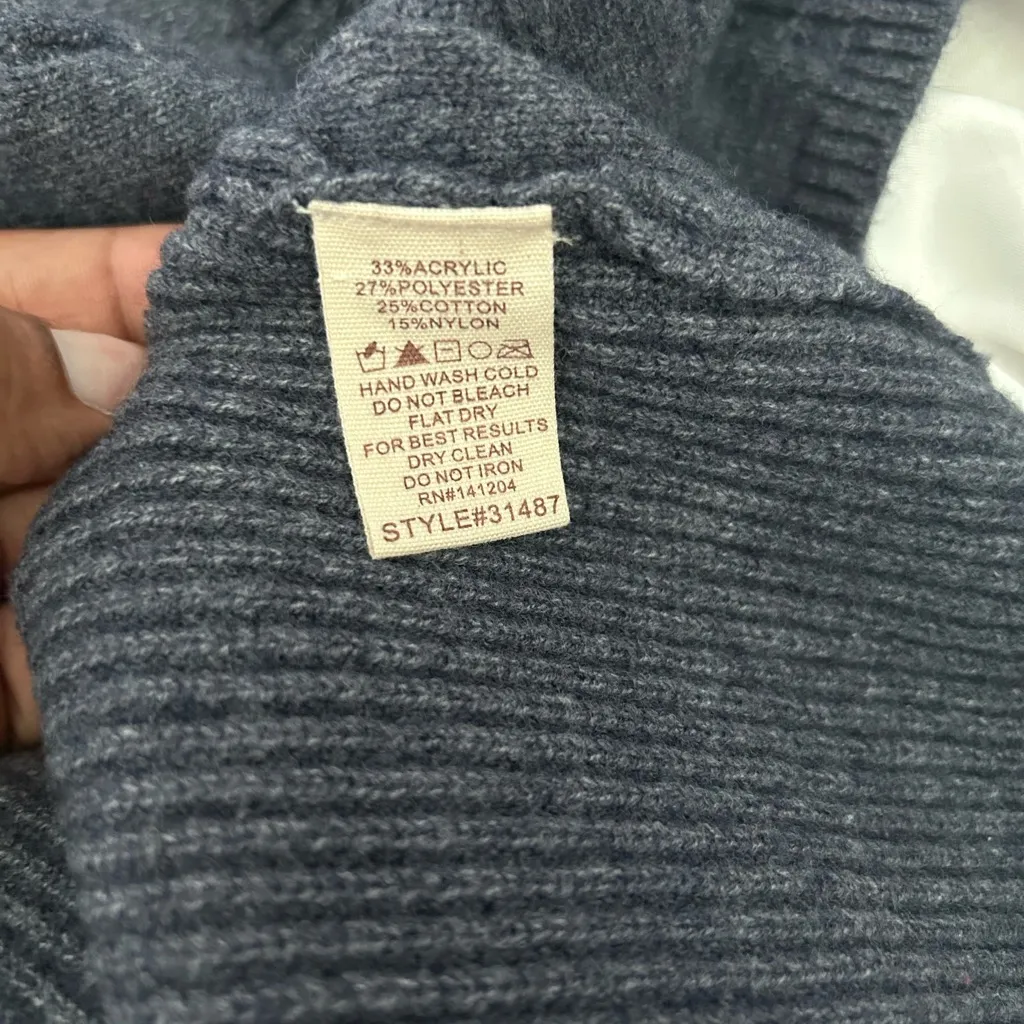 33%ACRYLIC
27%POLYESTER
25%COTTON
15%NYLON
HAND WASH COLD
DO NOT BLEACH
FLAT DRY
FOR BEST RESULTS
DRY CLEAN
DO NOT IRON
RN#141204
STYLE#31487